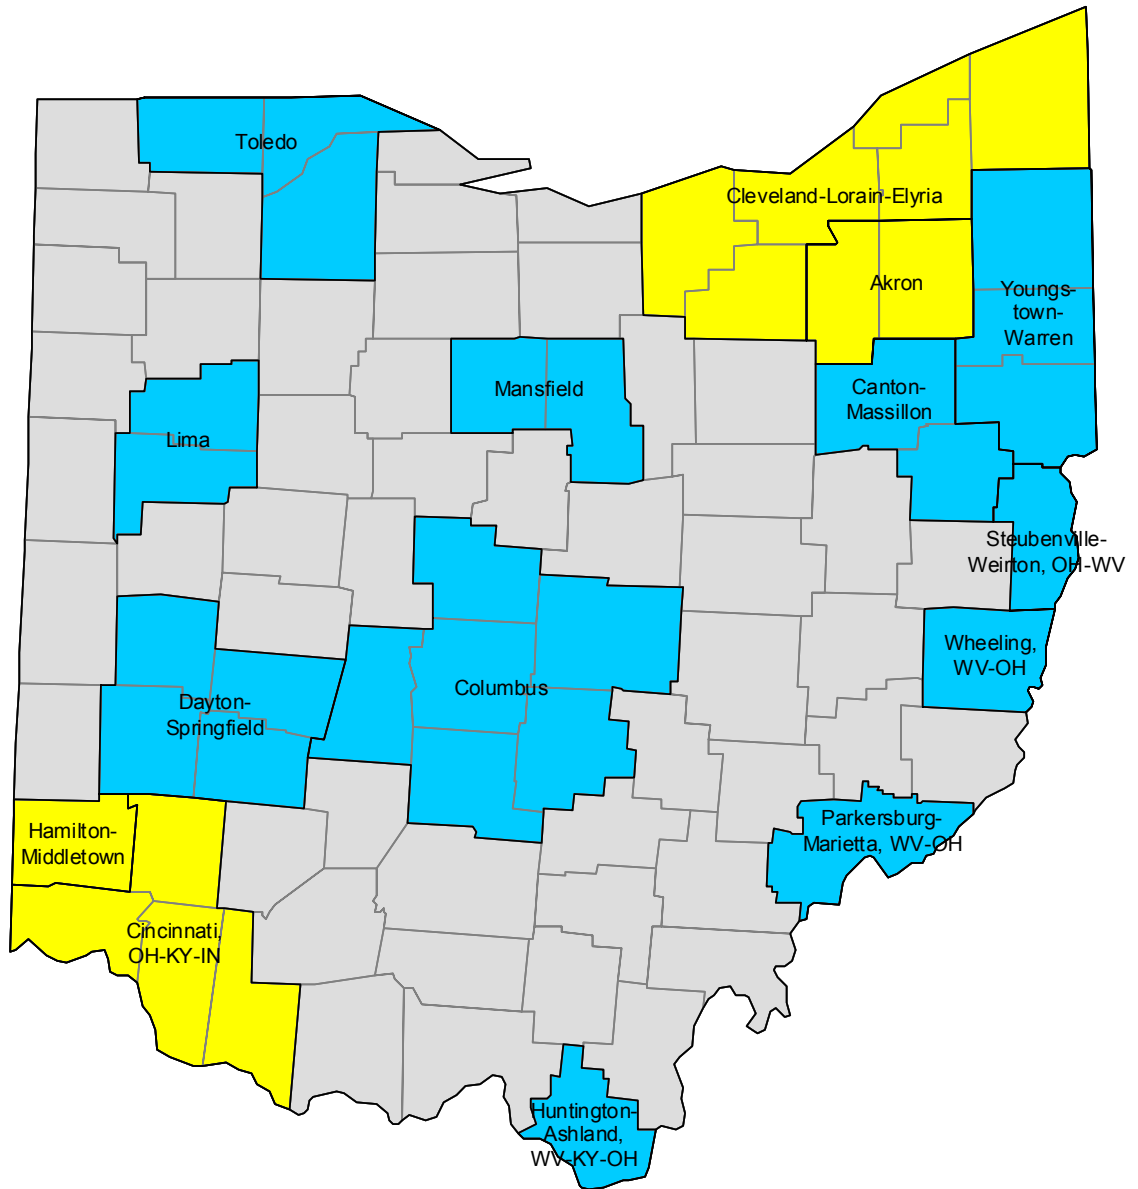 Toledo
Cleveland-Lorain-Elyria
Akron
Youngs-
town-
Warren
Mansfield
Canton-
Massillon
Lima
Steubenville-
Weirton, OH-WV
Wheeling,
WV-OH
Columbus
Dayton-
Springfield
Parkersburg-
Marietta, WV-OH
Hamilton-
Middletown
Cincinnati,
OH-KY-IN
Huntington-
Ashland,
WV-KY-OH